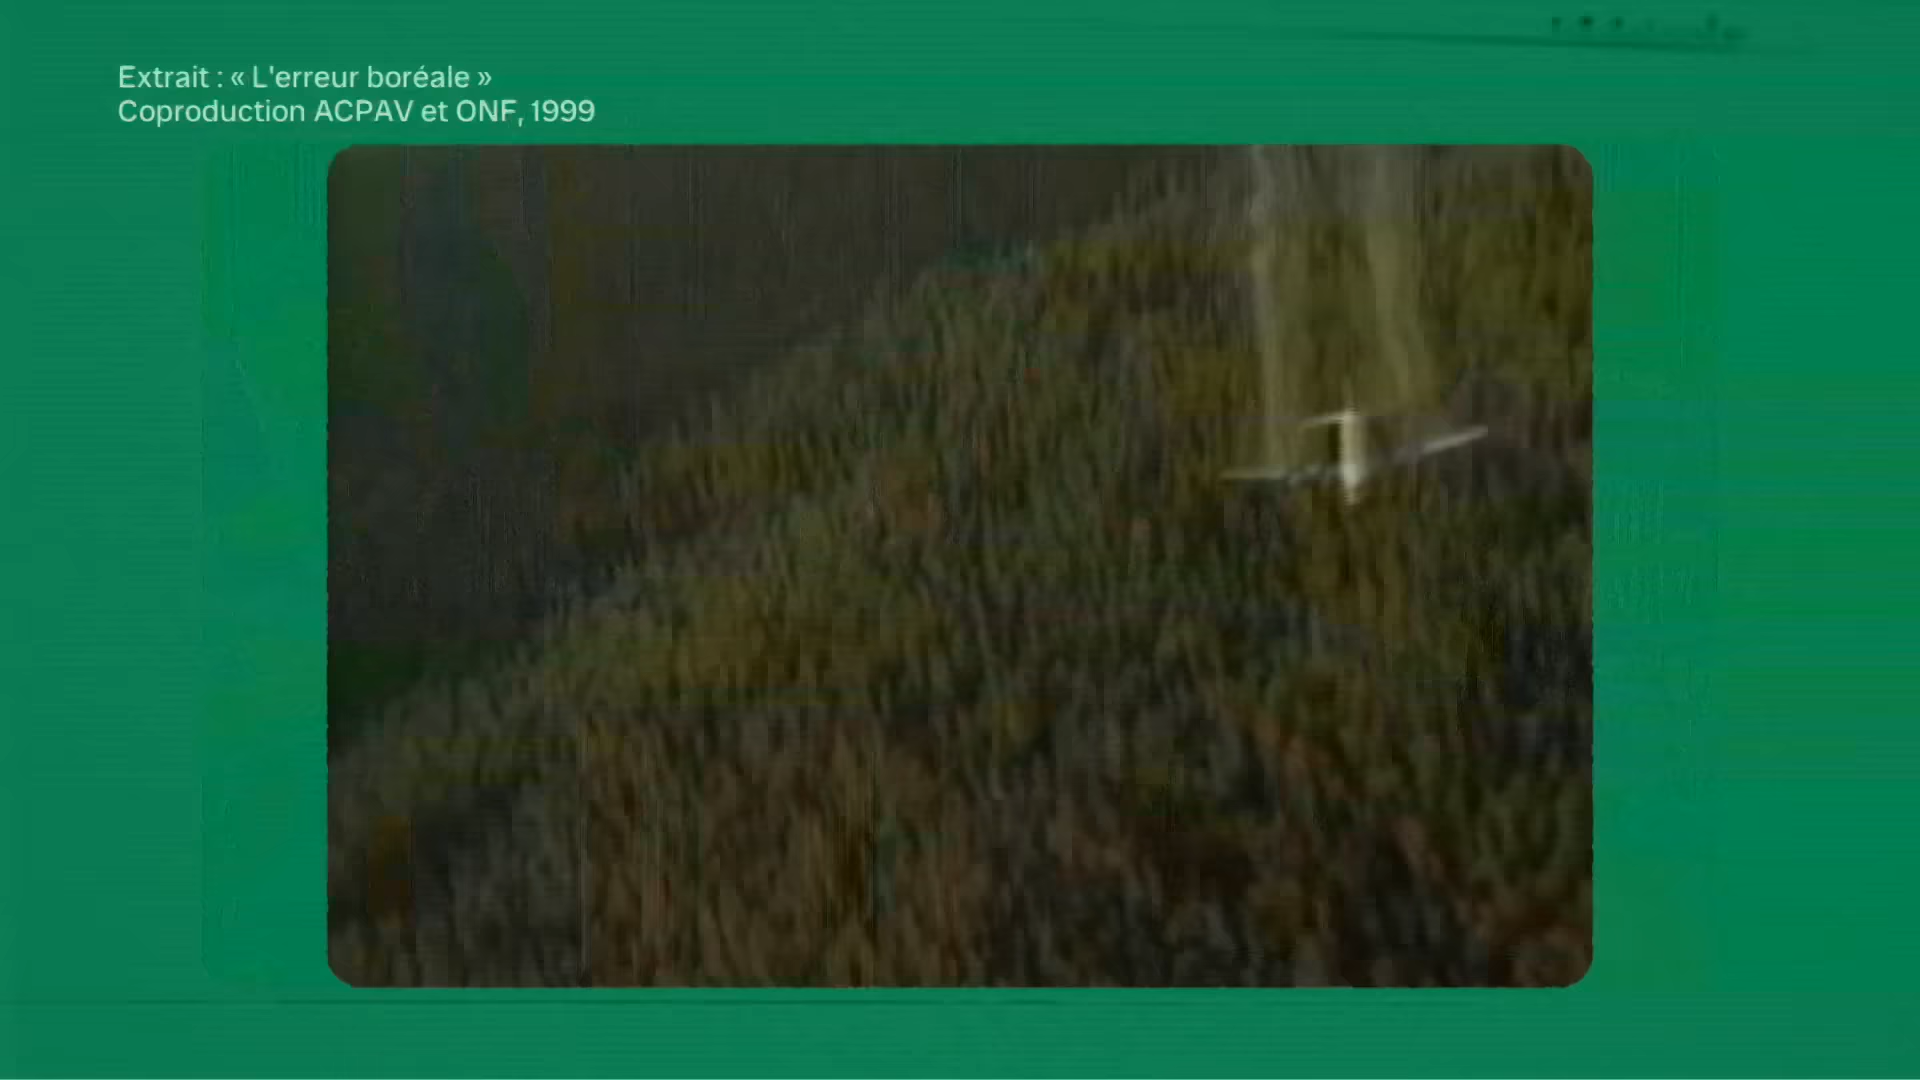 Extrait : « L'erreur boréale »
Coproduction ACPAV et ONF, 1999